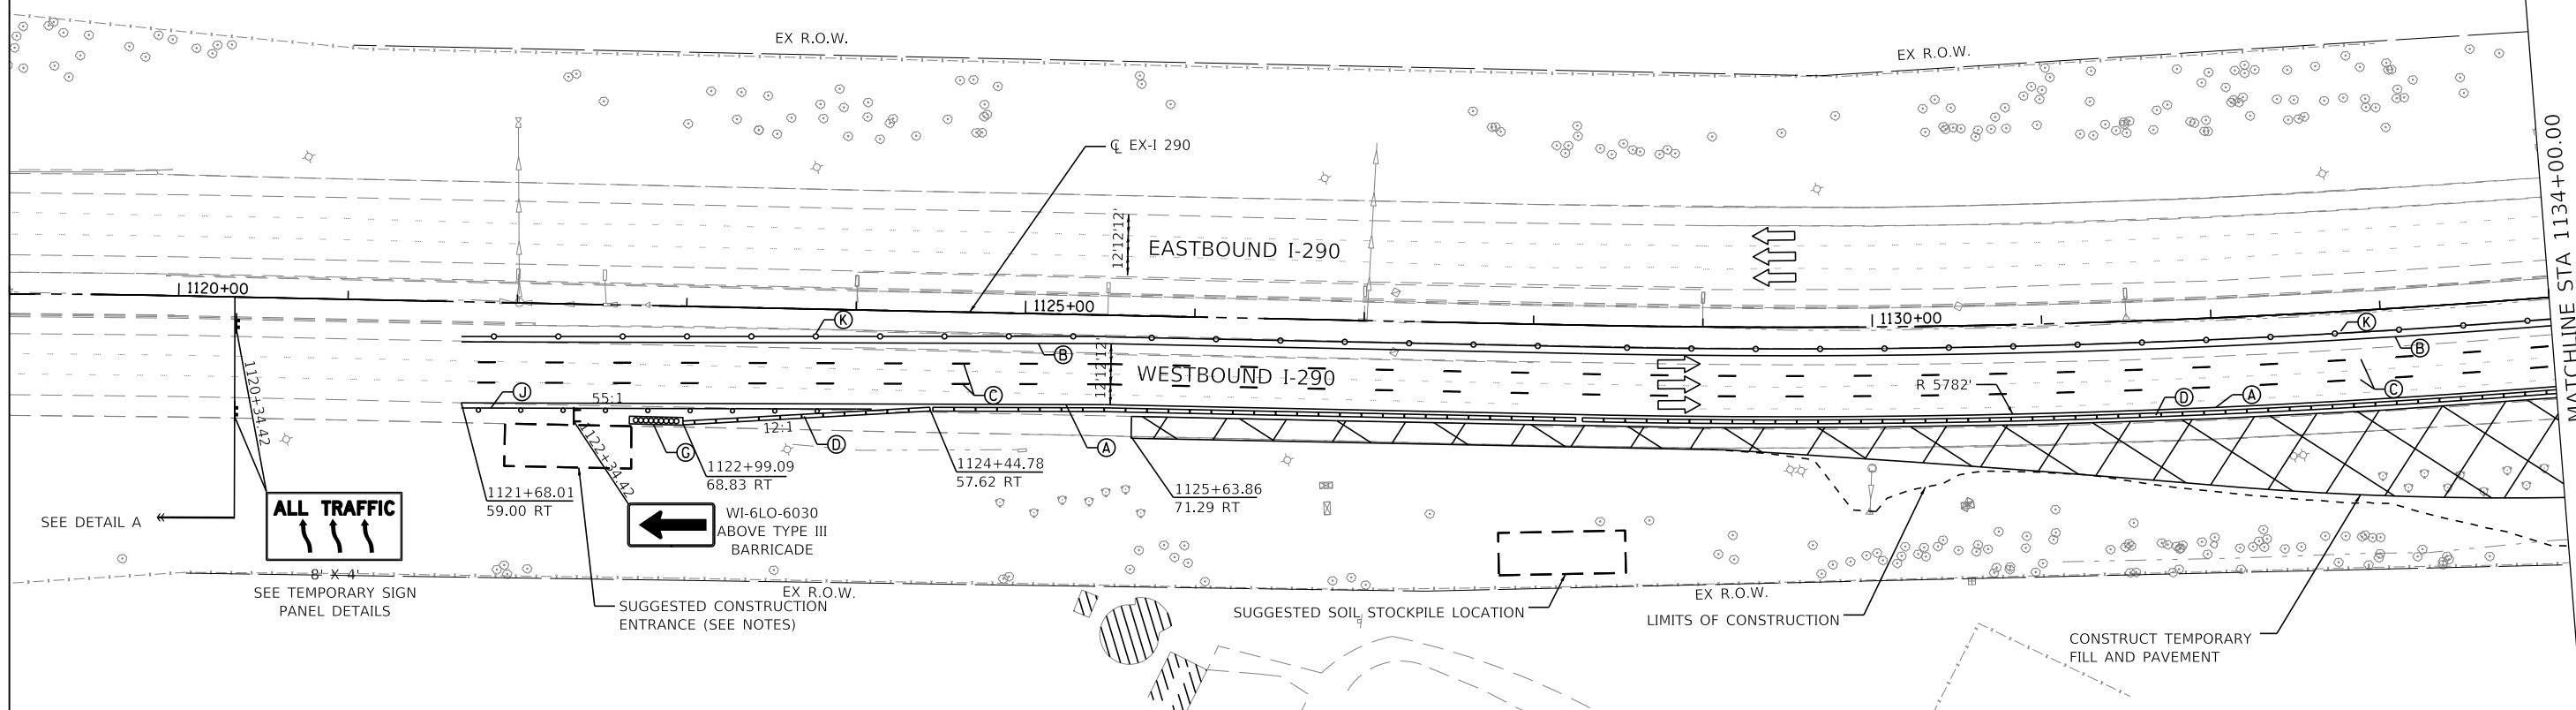 EX R.O.W.
EX R.O.W.
℄ EX-I 290
12'12'12'
EASTBOUND I-290
1120+00
1125+00
1130+00
K
K
B
B
12'12'12'
WESTBOUND I-290
R 5782'
J
55:1
C
C
D
A
1120+34.42
1122+34.42
12:1
D
G
A
1122+99.09
68.83 RT
1124+44.78
57.62 RT
1121+68.01
59.00 RT
1125+63.86
71.29 RT
SEE DETAIL A
ALL TRAFFIC
8' X 4'
SEE TEMPORARY SIGN
PANEL DETAILS
WI-6LO-6030
ABOVE TYPE III
BARRICADE
EX R.O.W.
SUGGESTED CONSTRUCTION
ENTRANCE (SEE NOTES)
SUGGESTED SOIL STOCKPILE LOCATION
EX R.O.W.
LIMITS OF CONSTRUCTION
CONSTRUCT TEMPORARY
FILL AND PAVEMENT
MATCHLINE STA 1134+00.00